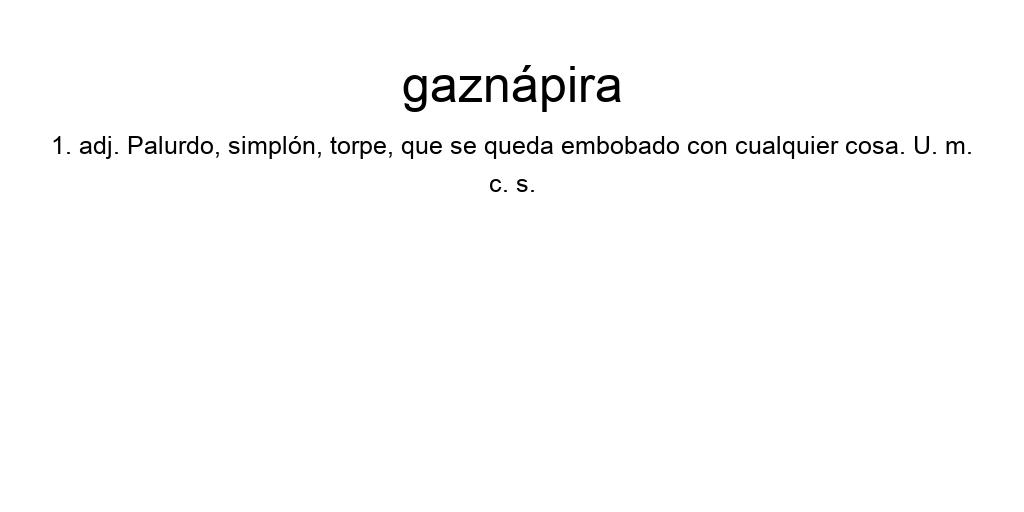 gaznápira
1. adj. Palurdo, simplón, torpe, que se queda embobado con cualquier cosa. U. m.
c. s.